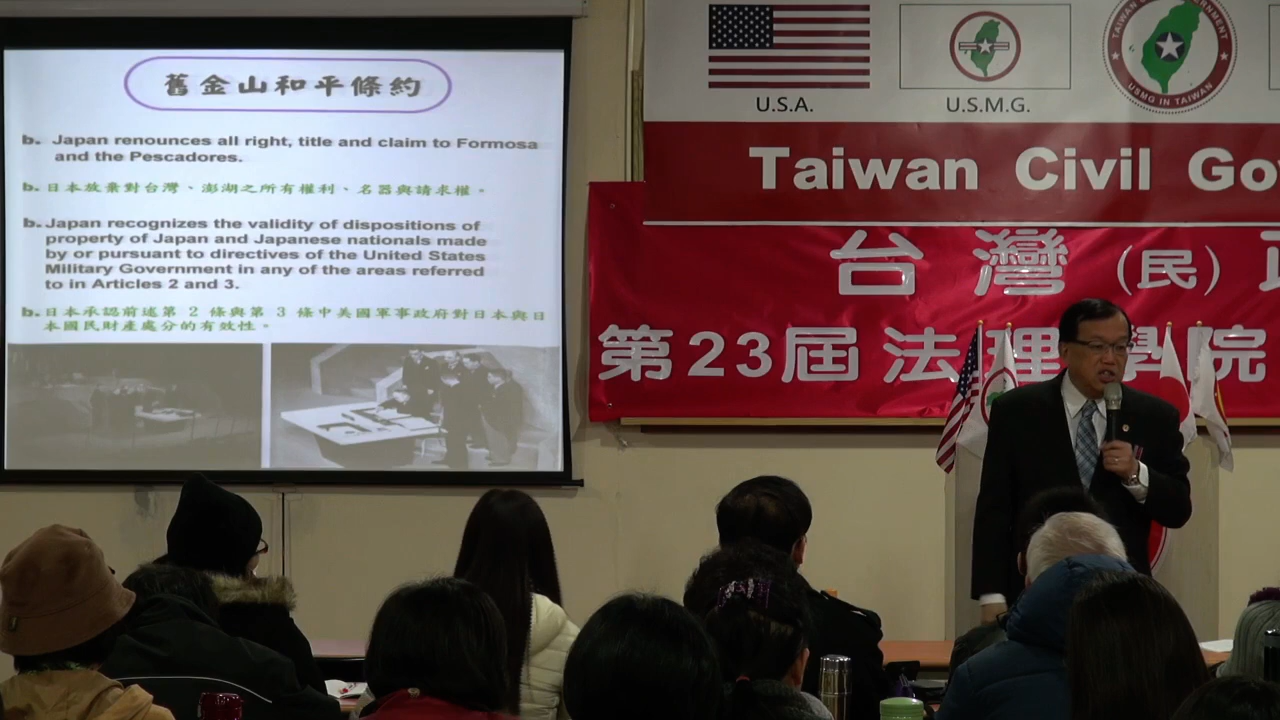 舊金山和平條約
b. Japan renounces all right, title and claim to Formosa
and the Pescadores.
b. 日本放棄對台灣、澎湖之所有權利、名器與請求權。
b. Japan recognizes the validity of dispositions of
property of Japan and Japanese nationals made
by or pursuant to directives of the United States
Military Government in any of the areas referred
to in Articles 2 and 3.
b. 日本承認前述第 2 條與第 3 條中美國軍事政府對日本與日
本國民財產處分的有效性。
U.S.A.
U.S.M.G.
USMG IN TAIWAN
Taiwan Civil Go
台灣(民)政
第23屆法理學院